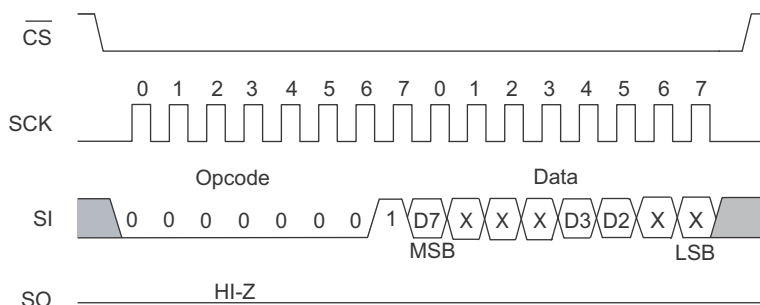 CS
0 1 2 3 4 5 6 7 0 1 2 3 4 5 6 7
SCK
Opcode Data
SI 0 0 0 0 0 0 0 1 D7 X X X D3 D2 X X
MSB LSB
HI-Z
SO